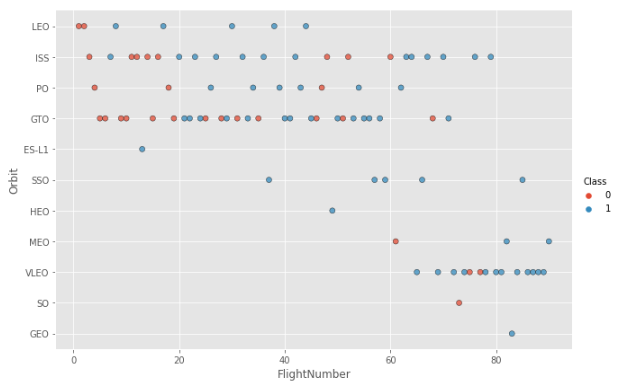 LEO
ISS
PO
GTO
ES-L1
SSO
HEO
MEO
VLEO
SO
GEO
Orbit
0
20
40
60
80
FlightNumber
Class
0
1